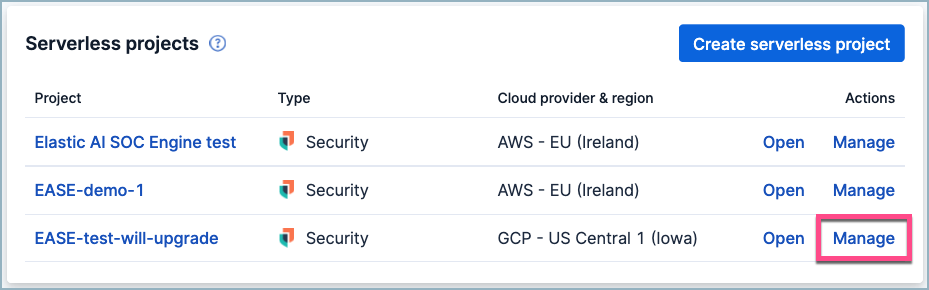 Serverless projects ?
Create serverless project
Project Type Cloud provider & region Actions
Elastic AI SOC Engine test Security AWS - EU (Ireland) Open Manage
EASE-demo-1 Security AWS - EU (Ireland) Open Manage
EASE-test-will-upgrade Security GCP - US Central 1 (Iowa) Open Manage